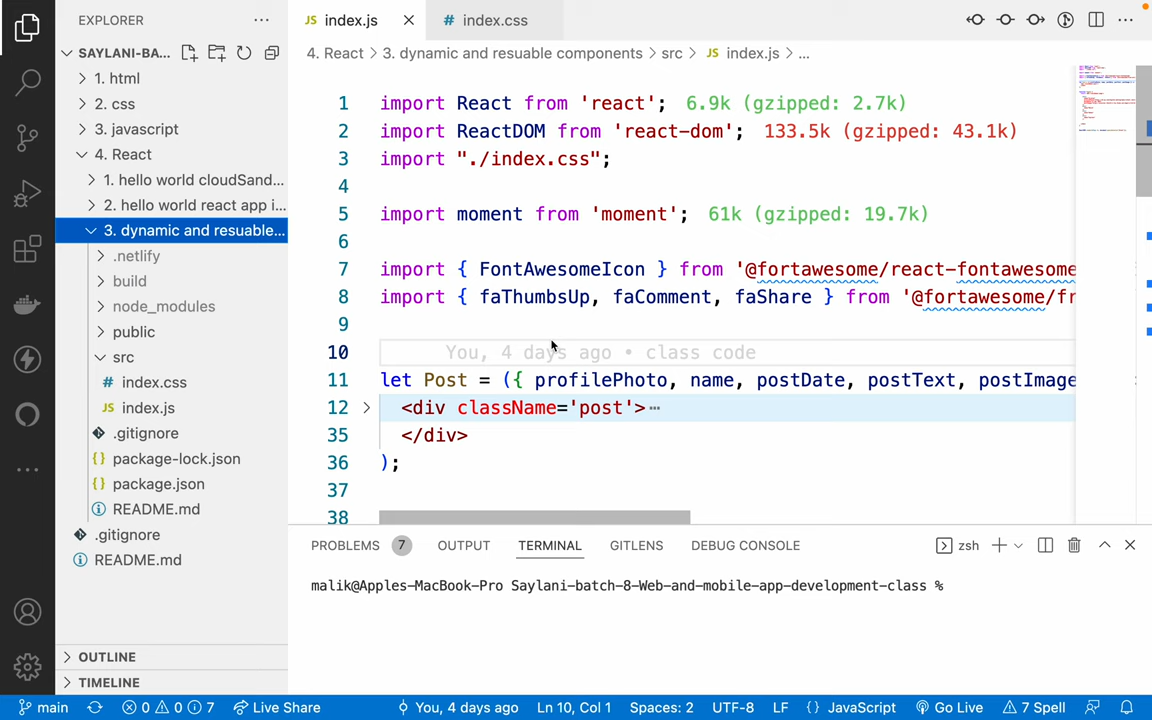 EXPLORER
SAYLANI-BA...
1. html
2. css
3. javascript
4. React
1. hello world cloudSand...
2. hello world react app i...
3. dynamic and resuable...
.netlify
build
node_modules
public
src
index.css
index.js
.gitignore
package-lock.json
package.json
README.md
.gitignore
README.md
OUTLINE
TIMELINE
index.js
index.css
4. React > 3. dynamic and resuable components > src > JS index.js > ...
1 import React from 'react'; 6.9k (gzipped: 2.7k)
2 import ReactDOM from 'react-dom'; 133.5k (gzipped: 43.1k)
3 import "./index.css";
4
5 import moment from 'moment'; 61k (gzipped: 19.7k)
6
7 import { FontAwesomeIcon } from '@fortawesome/react-fontawesome
8 import { faThumbsUp, faComment, faShare } from '@fortawesome/fr
9
10 You, 4 days ago • class code
11 let Post = ({ profilePhoto, name, postDate, postText, postImage
12 <div className='post'>⋯
35 </div>
36 );
37
38
PROBLEMS 7 OUTPUT TERMINAL GITLENS DEBUG CONSOLE zsh
malik@Apples-MacBook-Pro Saylani-batch-8-Web-and-mobile-app-development-class %
main 0 0 7 Live Share You, 4 days ago Ln 10, Col 1 Spaces: 2 UTF-8 LF {} JavaScript Go Live 7 Spell